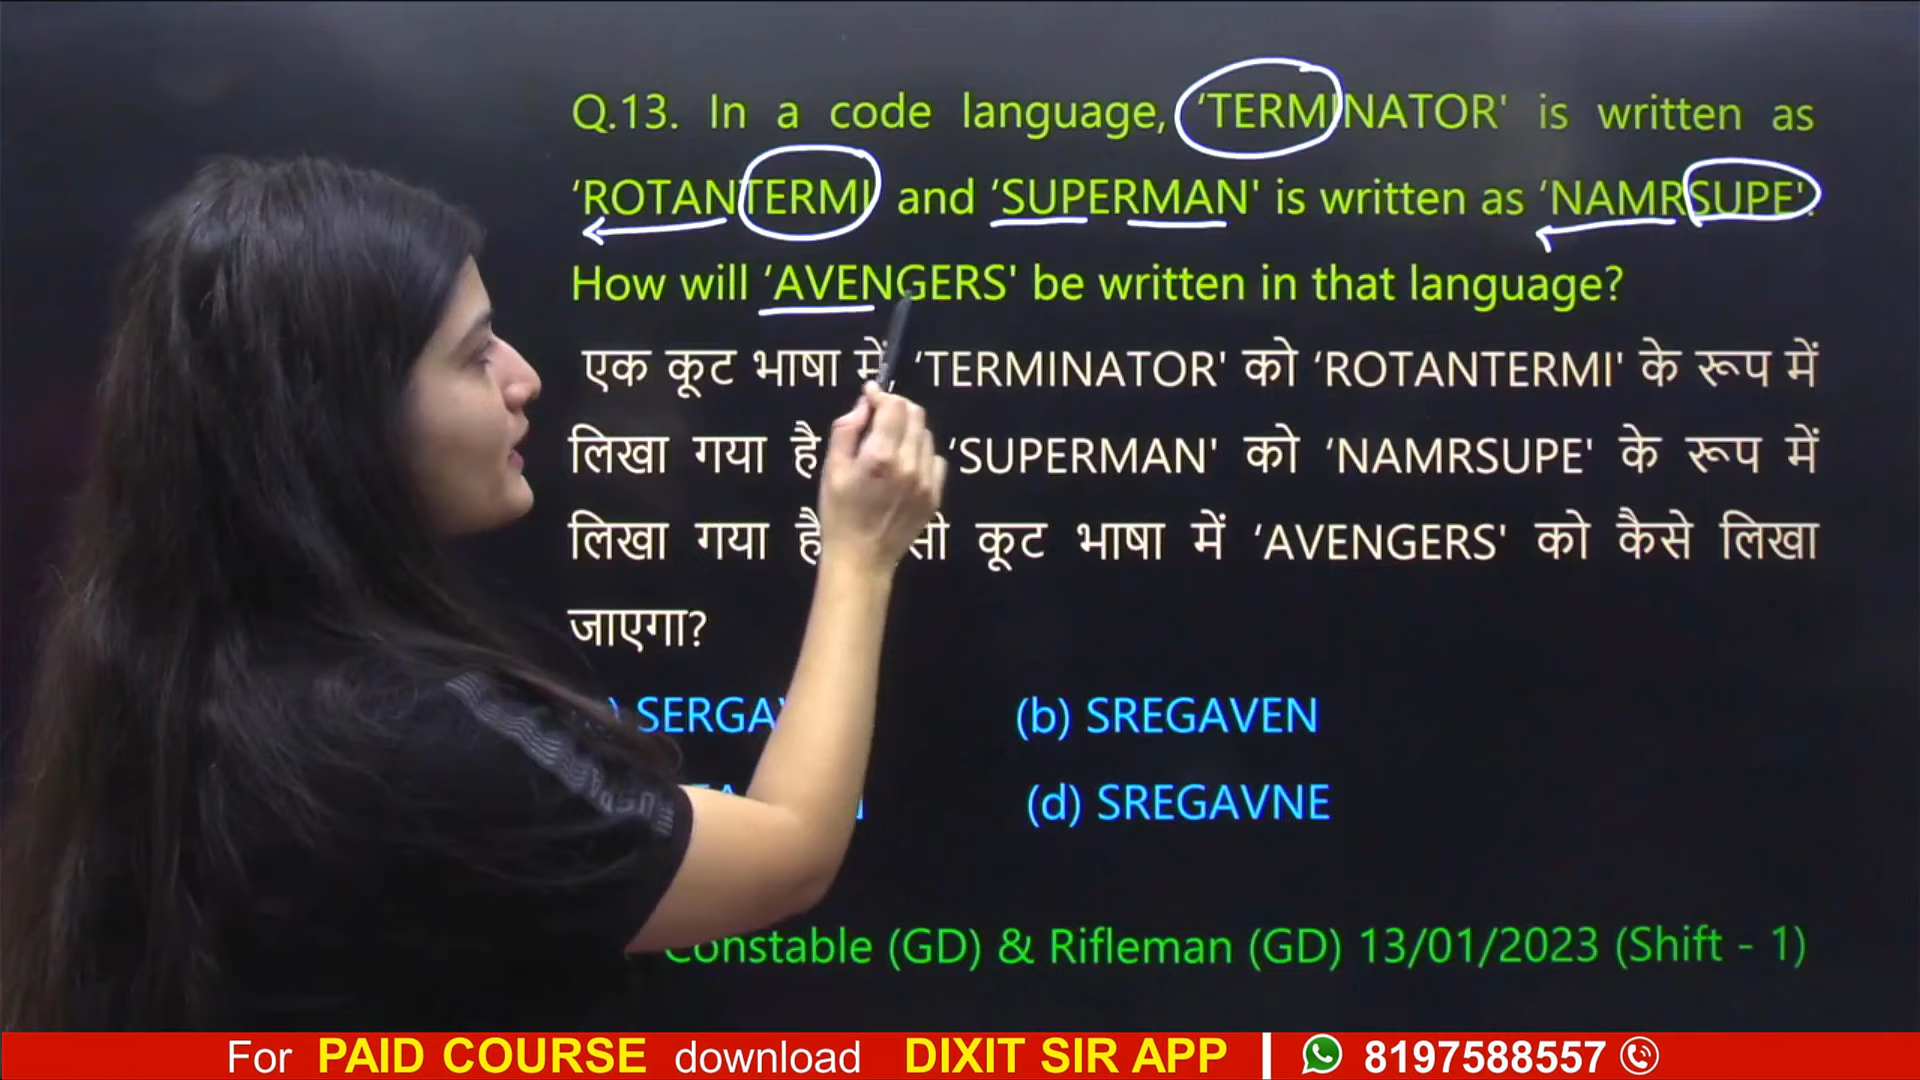 Q.13. In a code language, ‘TERMINATOR' is written as
‘ROTANTERMI and ‘SUPERMAN' is written as ‘NAMRSUPE'.
How will ‘AVENGERS' be written in that language?
एक कूट भाषा में, ‘TERMINATOR' को ‘ROTANTERMI' के रूप में
लिखा गया है ‘SUPERMAN' को ‘NAMRSUPE' के रूप में
लिखा गया है कूट भाषा में ‘AVENGERS' को कैसे लिखा
जाएगा?
(b) SREGAVEN
(d) SREGAVNE
Constable (GD) & Rifleman (GD) 13/01/2023 (Shift - 1)
For PAID COURSE download DIXIT SIR APP | 8197588557